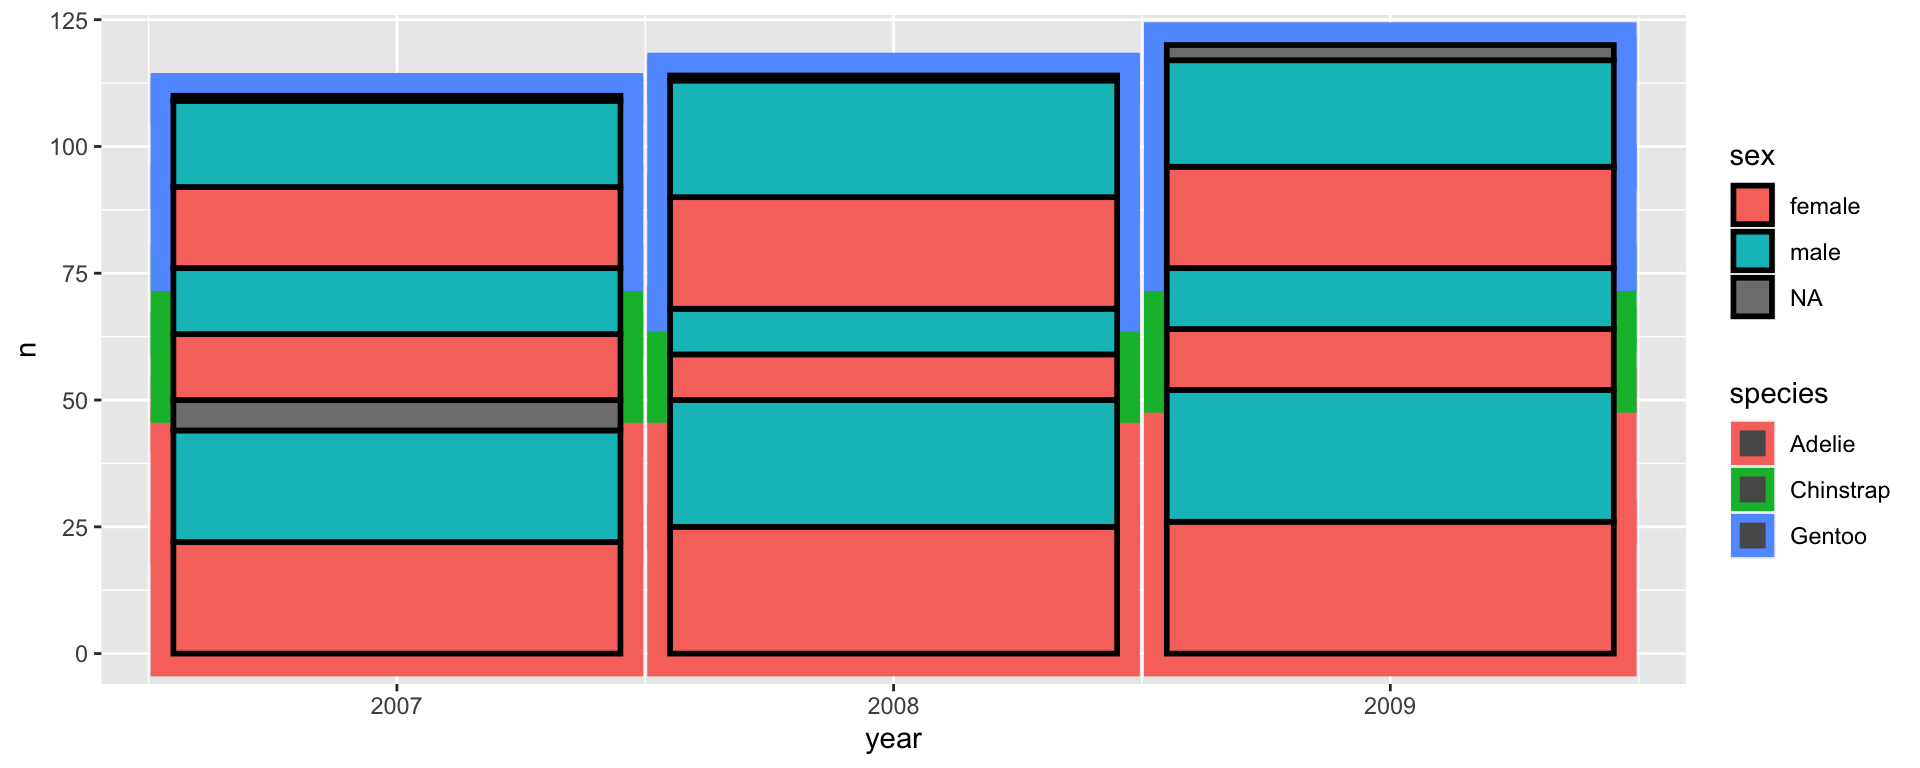 125
100
75
50
25
0
n
2007
2008
2009
year
sex
female
male
NA
species
Adelie
Chinstrap
Gentoo